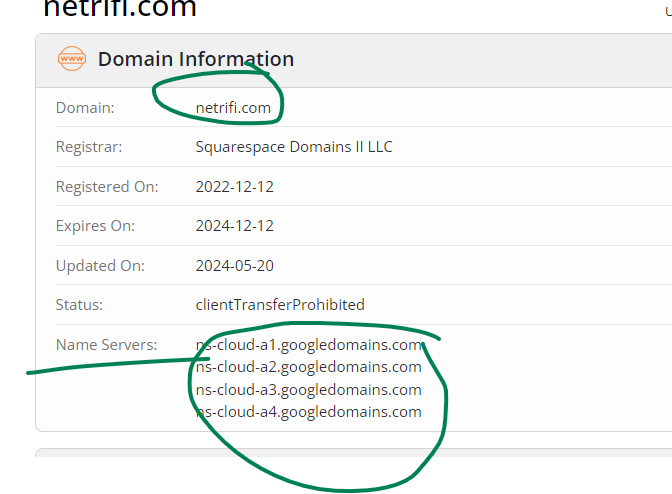 netrifi.com
www
Domain Information
Domain: netrifi.com
Registrar: Squarespace Domains II LLC
Registered On: 2022-12-12
Expires On: 2024-12-12
Updated On: 2024-05-20
Status: clientTransferProhibited
Name Servers: ns-cloud-a1.googledomains.com
ns-cloud-a2.googledomains.com
ns-cloud-a3.googledomains.com
ns-cloud-a4.googledomains.com